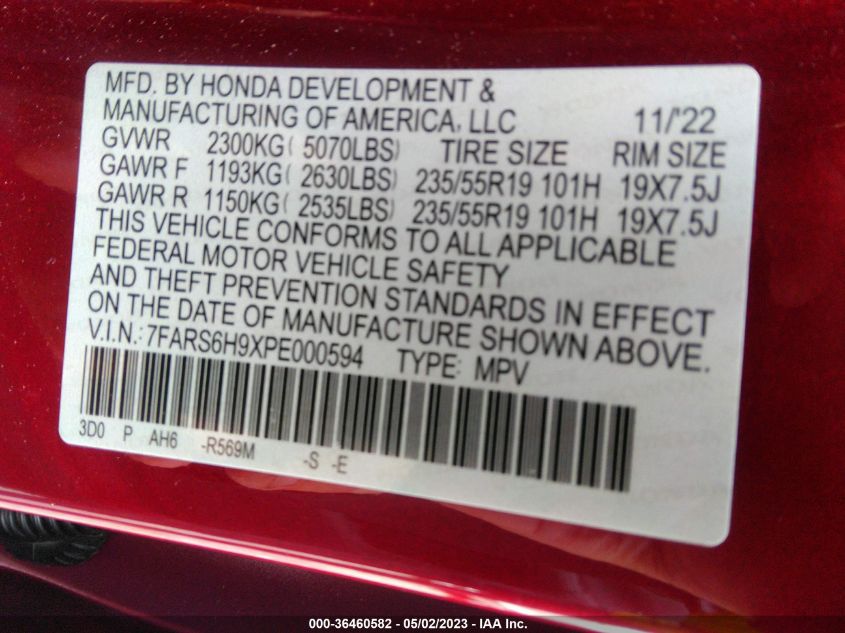 MFD. BY HONDA DEVELOPMENT &
MANUFACTURING OF AMERICA, LLC 11/'22
GVWR 2300KG( 5070LBS) TIRE SIZE RIM SIZE
GAWR F 1193KG( 2630LBS) 235/55R19 101H 19X7.5J
GAWR R 1150KG( 2535LBS) 235/55R19 101H 19X7.5J
THIS VEHICLE CONFORMS TO ALL APPLICABLE
FEDERAL MOTOR VEHICLE SAFETY
AND THEFT PREVENTION STANDARDS IN EFFECT
ON THE DATE OF MANUFACTURE SHOWN ABOVE.
V.I.N.: 7FARS6H9XPE000594 TYPE: MPV
3D0 P AH6 -R569M -S -E
000-36460582 - 05/02/2023 - IAA Inc.